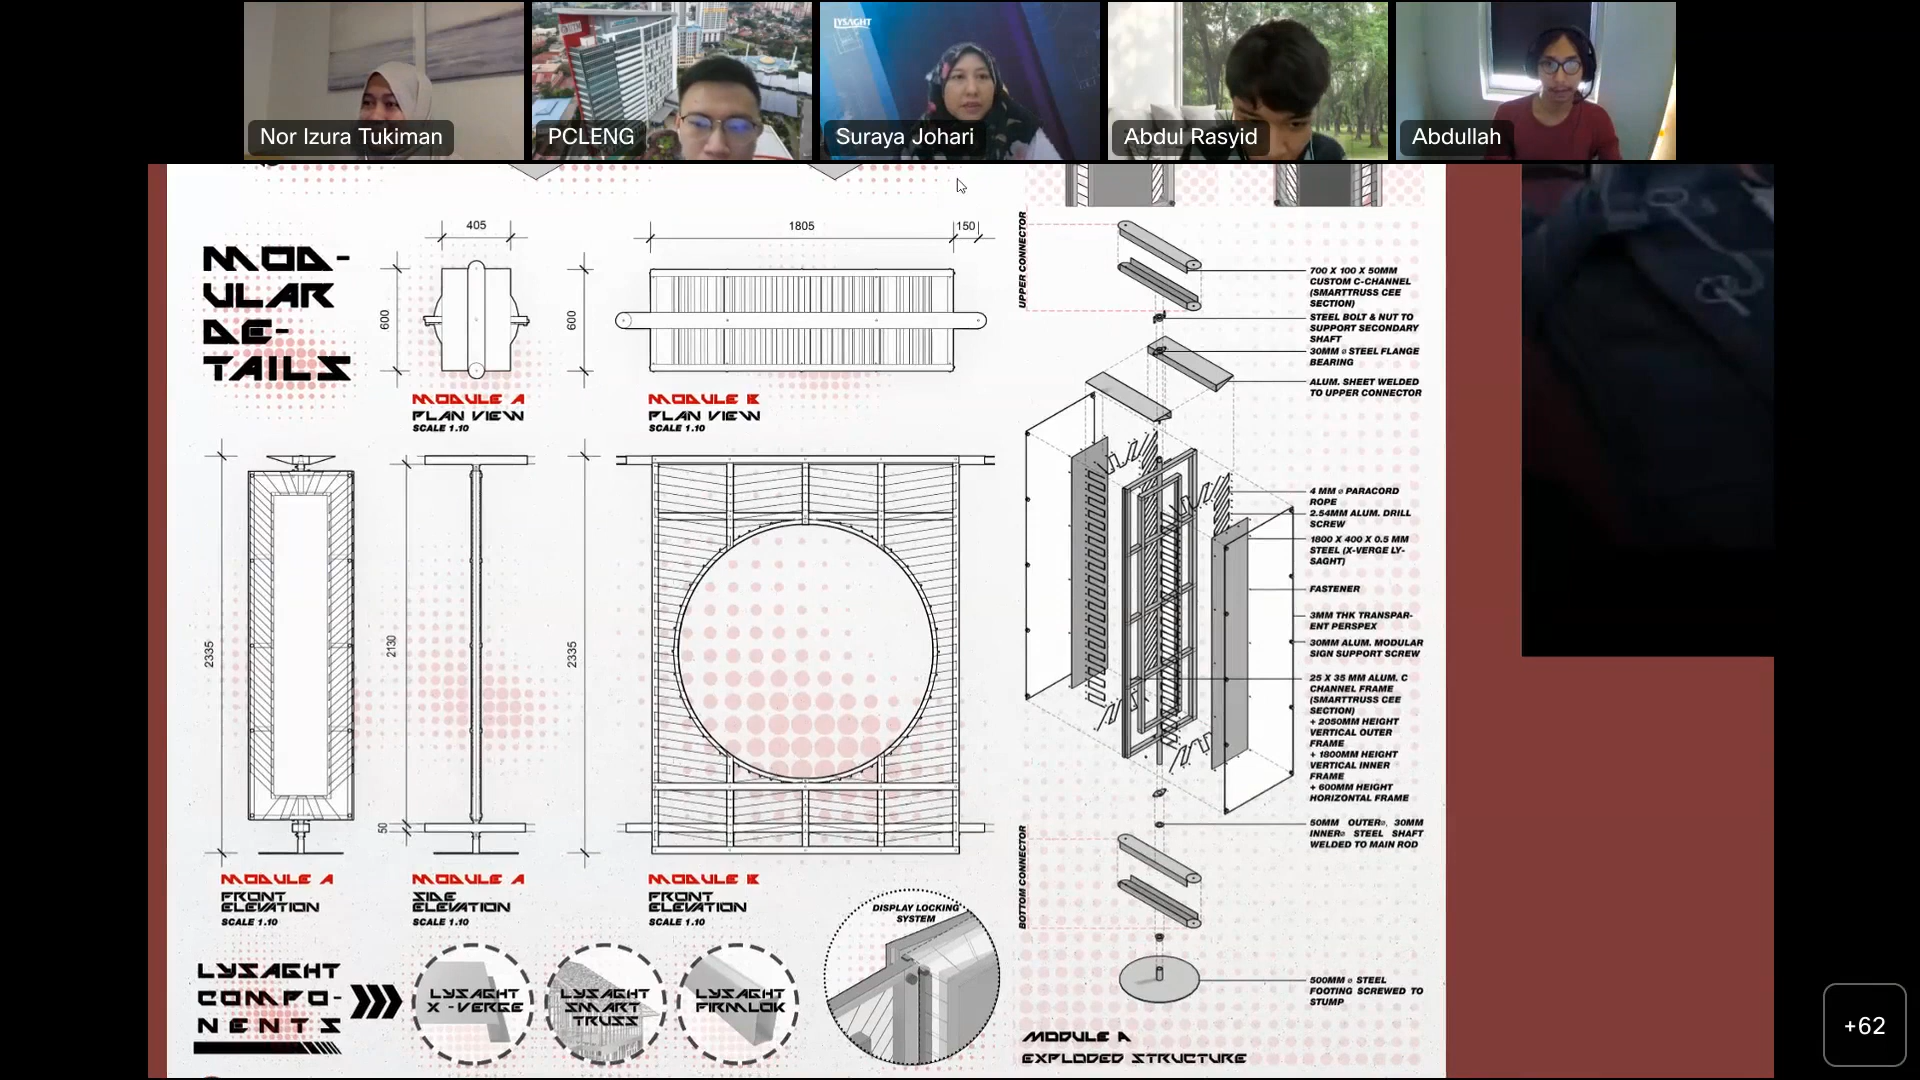 LYSAGHT
Nor Izura Tukiman
PCLENG
Suraya Johari
Abdul Rasyid
Abdullah
MOD-
ULAR
DE-
TAILS
405
600
MODULE A
PLAN VIEW
SCALE 1.10
1805
150
600
MODULE B
PLAN VIEW
SCALE 1.10
2335
MODULE A
FRONT
ELEVATION
SCALE 1.10
2130
50
MODULE A
SIDE
ELEVATION
SCALE 1.10
2335
MODULE B
FRONT
ELEVATION
SCALE 1.10
UPPER CONNECTOR
700 X 100 X 50MM
CUSTOM C-CHANNEL
(SMARTTRUSS CEE
SECTION)
STEEL BOLT & NUT TO
SUPPORT SECONDARY
SHAFT
30MM ⌀ STEEL FLANGE
BEARING
ALUM. SHEET WELDED
TO UPPER CONNECTOR
4 MM ⌀ PARACORD
ROPE
2.54MM ALUM. DRILL
SCREW
1800 X 400 X 0.5 MM
STEEL (X-VERGE LY-
SAGHT)
FASTENER
3MM THK TRANSPAR-
ENT PERSPEX
30MM ALUM. MODULAR
SIGN SUPPORT SCREW
25 X 35 MM ALUM. C
CHANNEL FRAME
(SMARTTRUSS CEE
SECTION)
+ 2050MM HEIGHT
VERTICAL OUTER
FRAME
+ 1800MM HEIGHT
VERTICAL INNER
FRAME
+ 600MM HEIGHT
HORIZONTAL FRAME
50MM OUTER⌀, 30MM
INNER⌀ STEEL SHAFT
WELDED TO MAIN ROD
BOTTOM CONNECTOR
500MM ⌀ STEEL
FOOTING SCREWED TO
STUMP
MODULE A
EXPLODED STRUCTURE
LYSAGHT
COMPO-
NENTS
LYSAGHT
X-VERGE
LYSAGHT
SMART
TRUSS
LYSAGHT
FIRMLOK
DISPLAY LOCKING
SYSTEM
+62